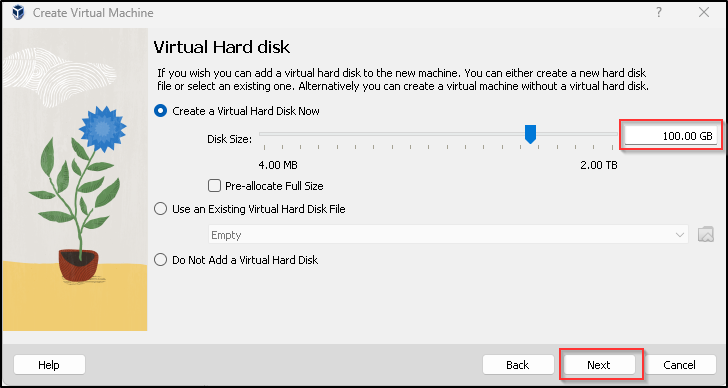 Create Virtual Machine
?
Virtual Hard disk
If you wish you can add a virtual hard disk to the new machine. You can either create a new hard disk
file or select an existing one. Alternatively you can create a virtual machine without a virtual hard disk.
Create a Virtual Hard Disk Now
Disk Size:
100.00 GB
4.00 MB
2.00 TB
Pre-allocate Full Size
Use an Existing Virtual Hard Disk File
Empty
Do Not Add a Virtual Hard Disk
Help
Back
Next
Cancel